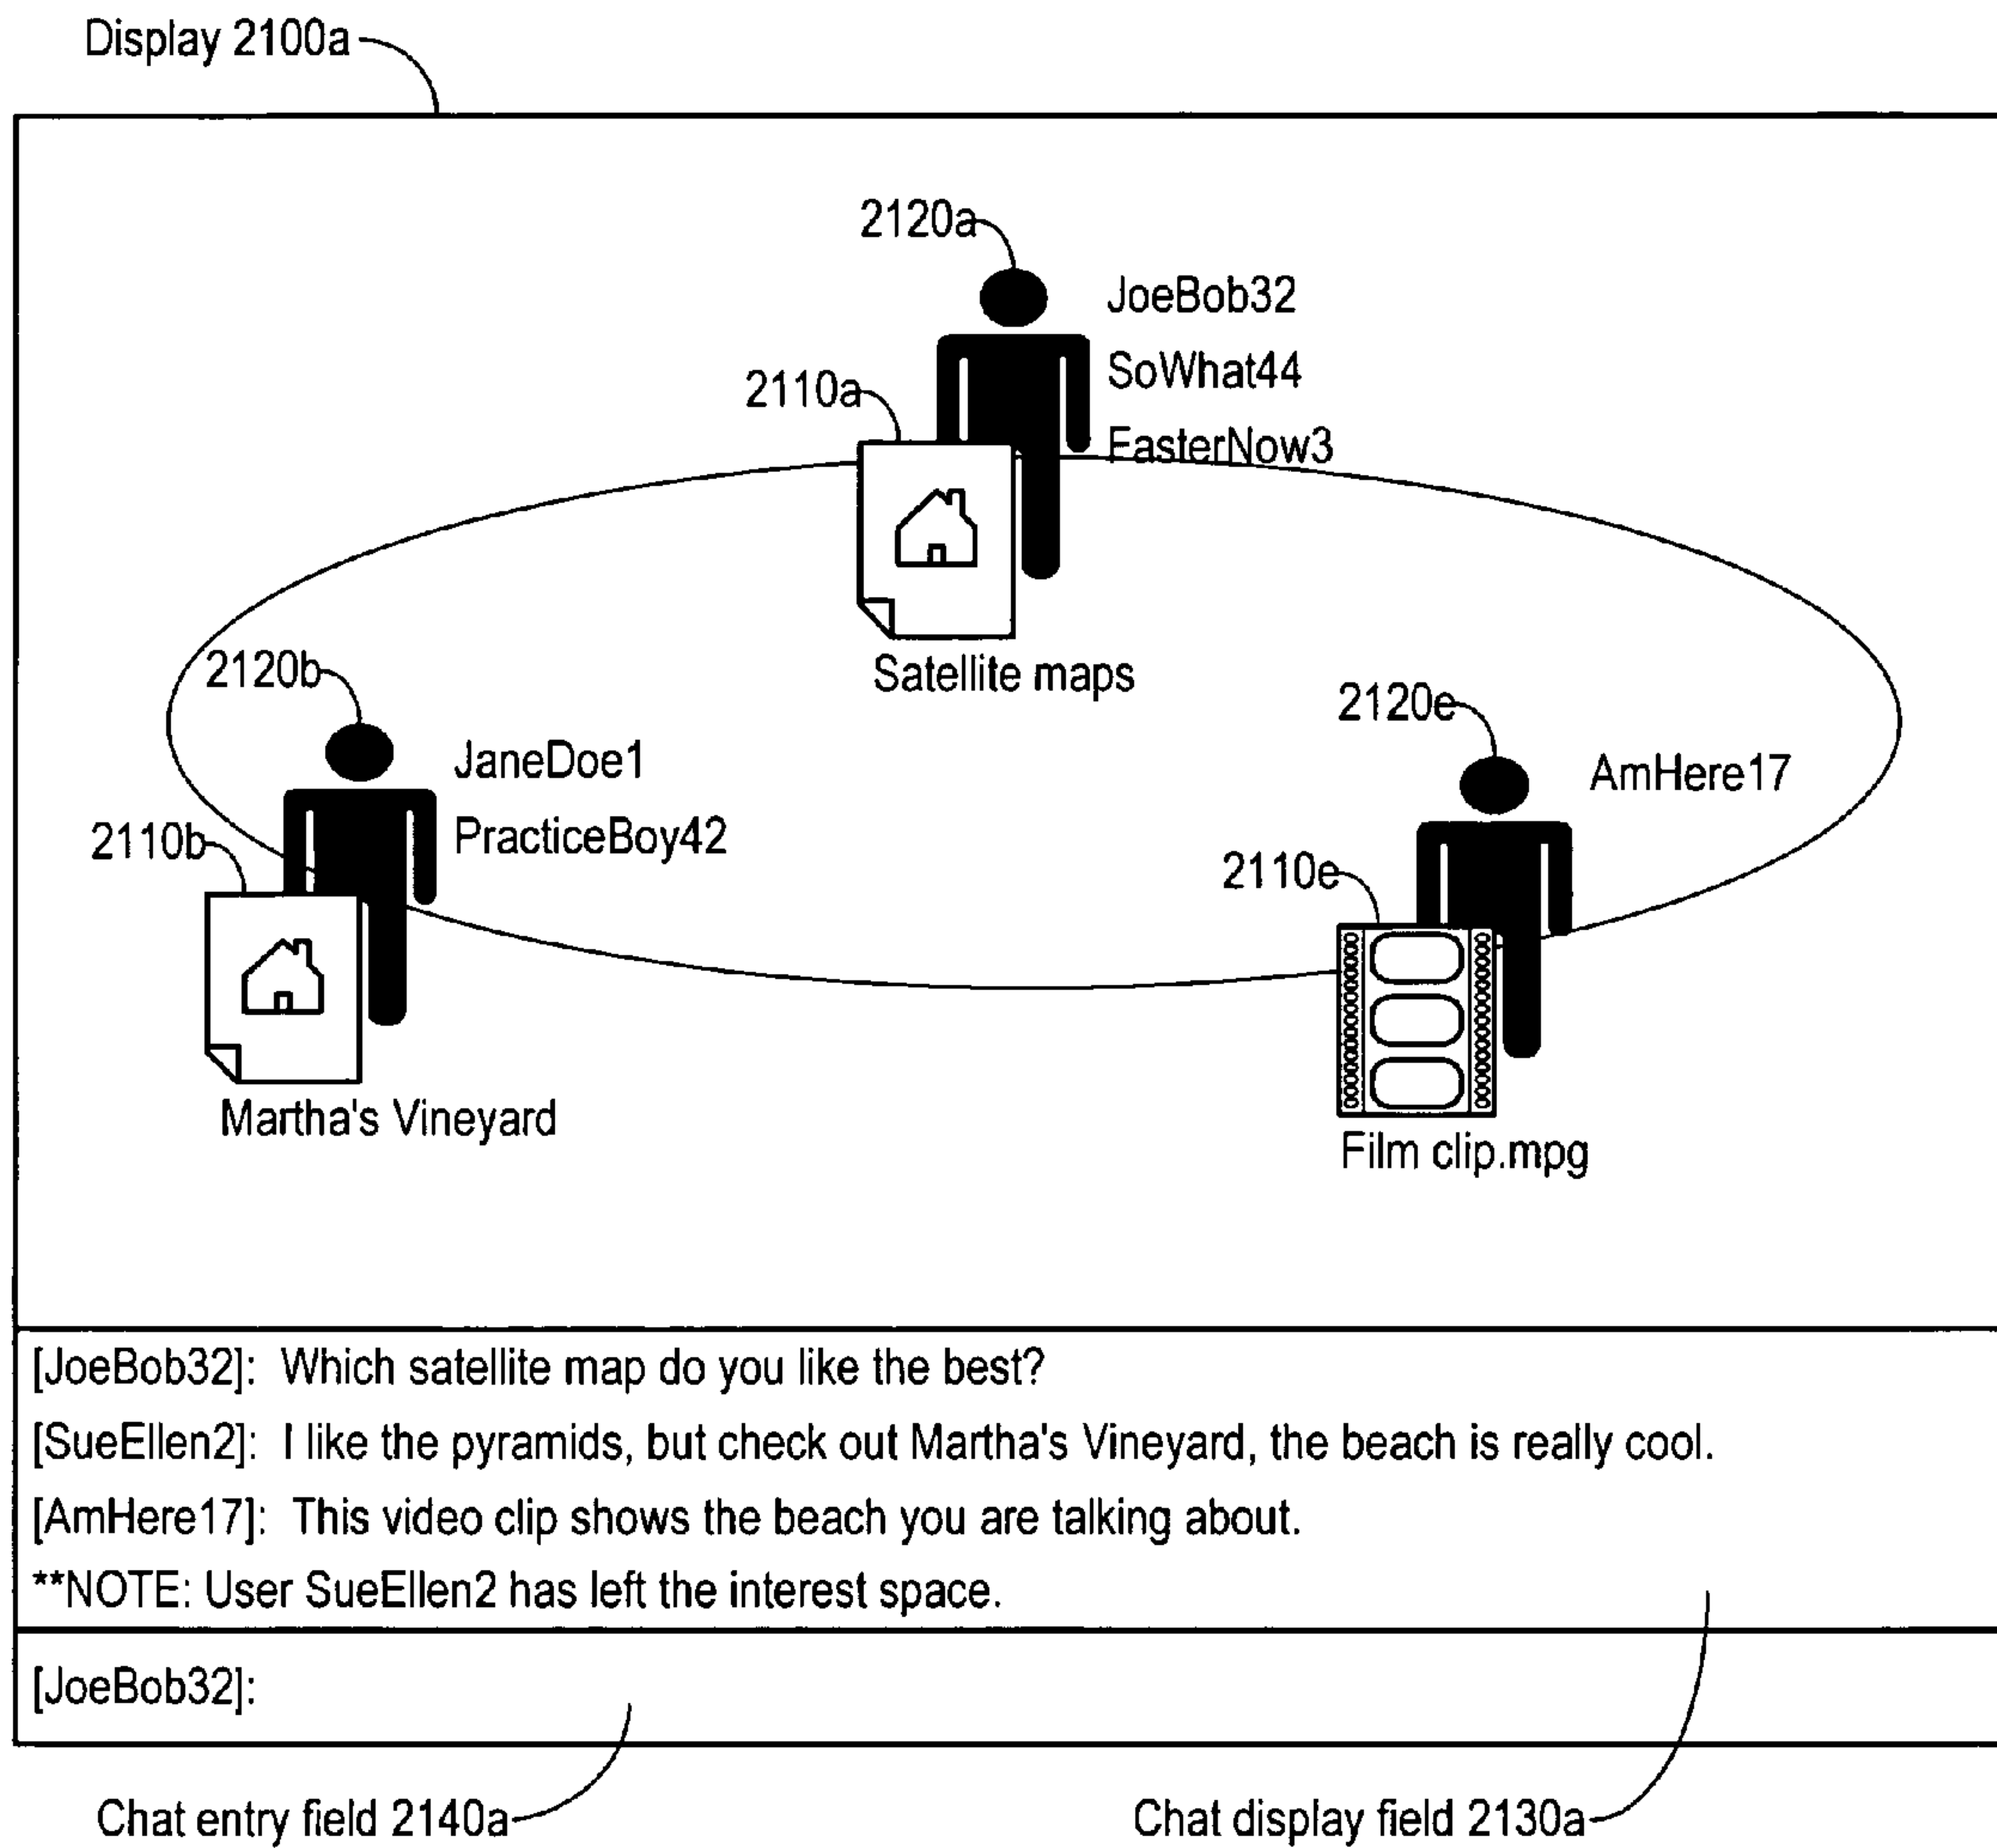 Display 2100a
2120a
JoeBob32
SoWhat44
EasterNow3
2110a
Satellite maps
2120b
JaneDoe1
PracticeBoy42
2110b
Martha's Vineyard
2120e
AmHere17
2110e
Film clip.mpg
[JoeBob32]: Which satellite map do you like the best?
[SueEllen2]: I like the pyramids, but check out Martha's Vineyard, the beach is really cool.
[AmHere17]: This video clip shows the beach you are talking about.
**NOTE: User SueEllen2 has left the interest space.
[JoeBob32]:
Chat entry field 2140a
Chat display field 2130a